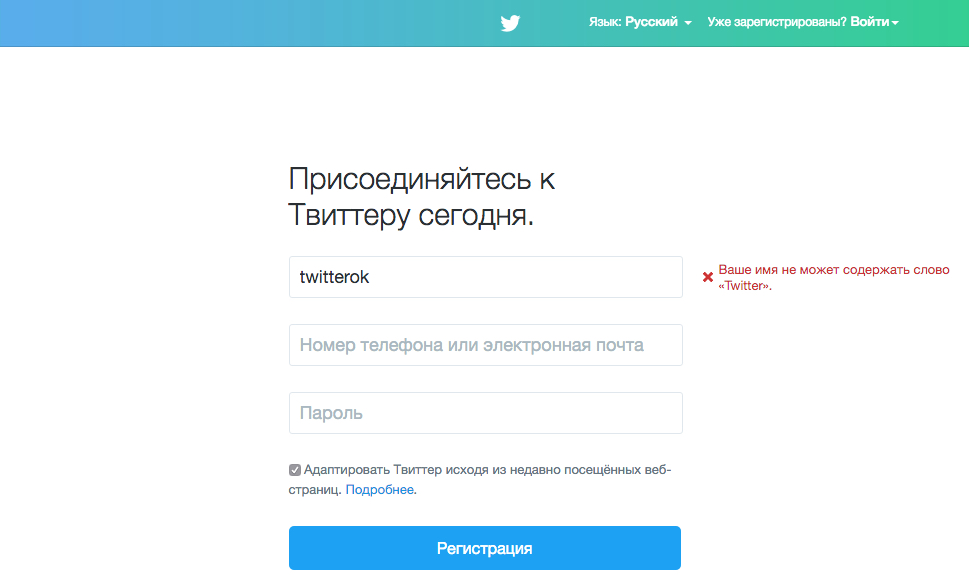 Язык: Русский Уже зарегистрированы? Войти
Присоединяйтесь к
Твиттеру сегодня.
twitterok
Ваше имя не может содержать слово
«Twitter».
Номер телефона или электронная почта
Пароль
Адаптировать Твиттер исходя из недавно посещённых веб-
страниц. Подробнее.
Регистрация